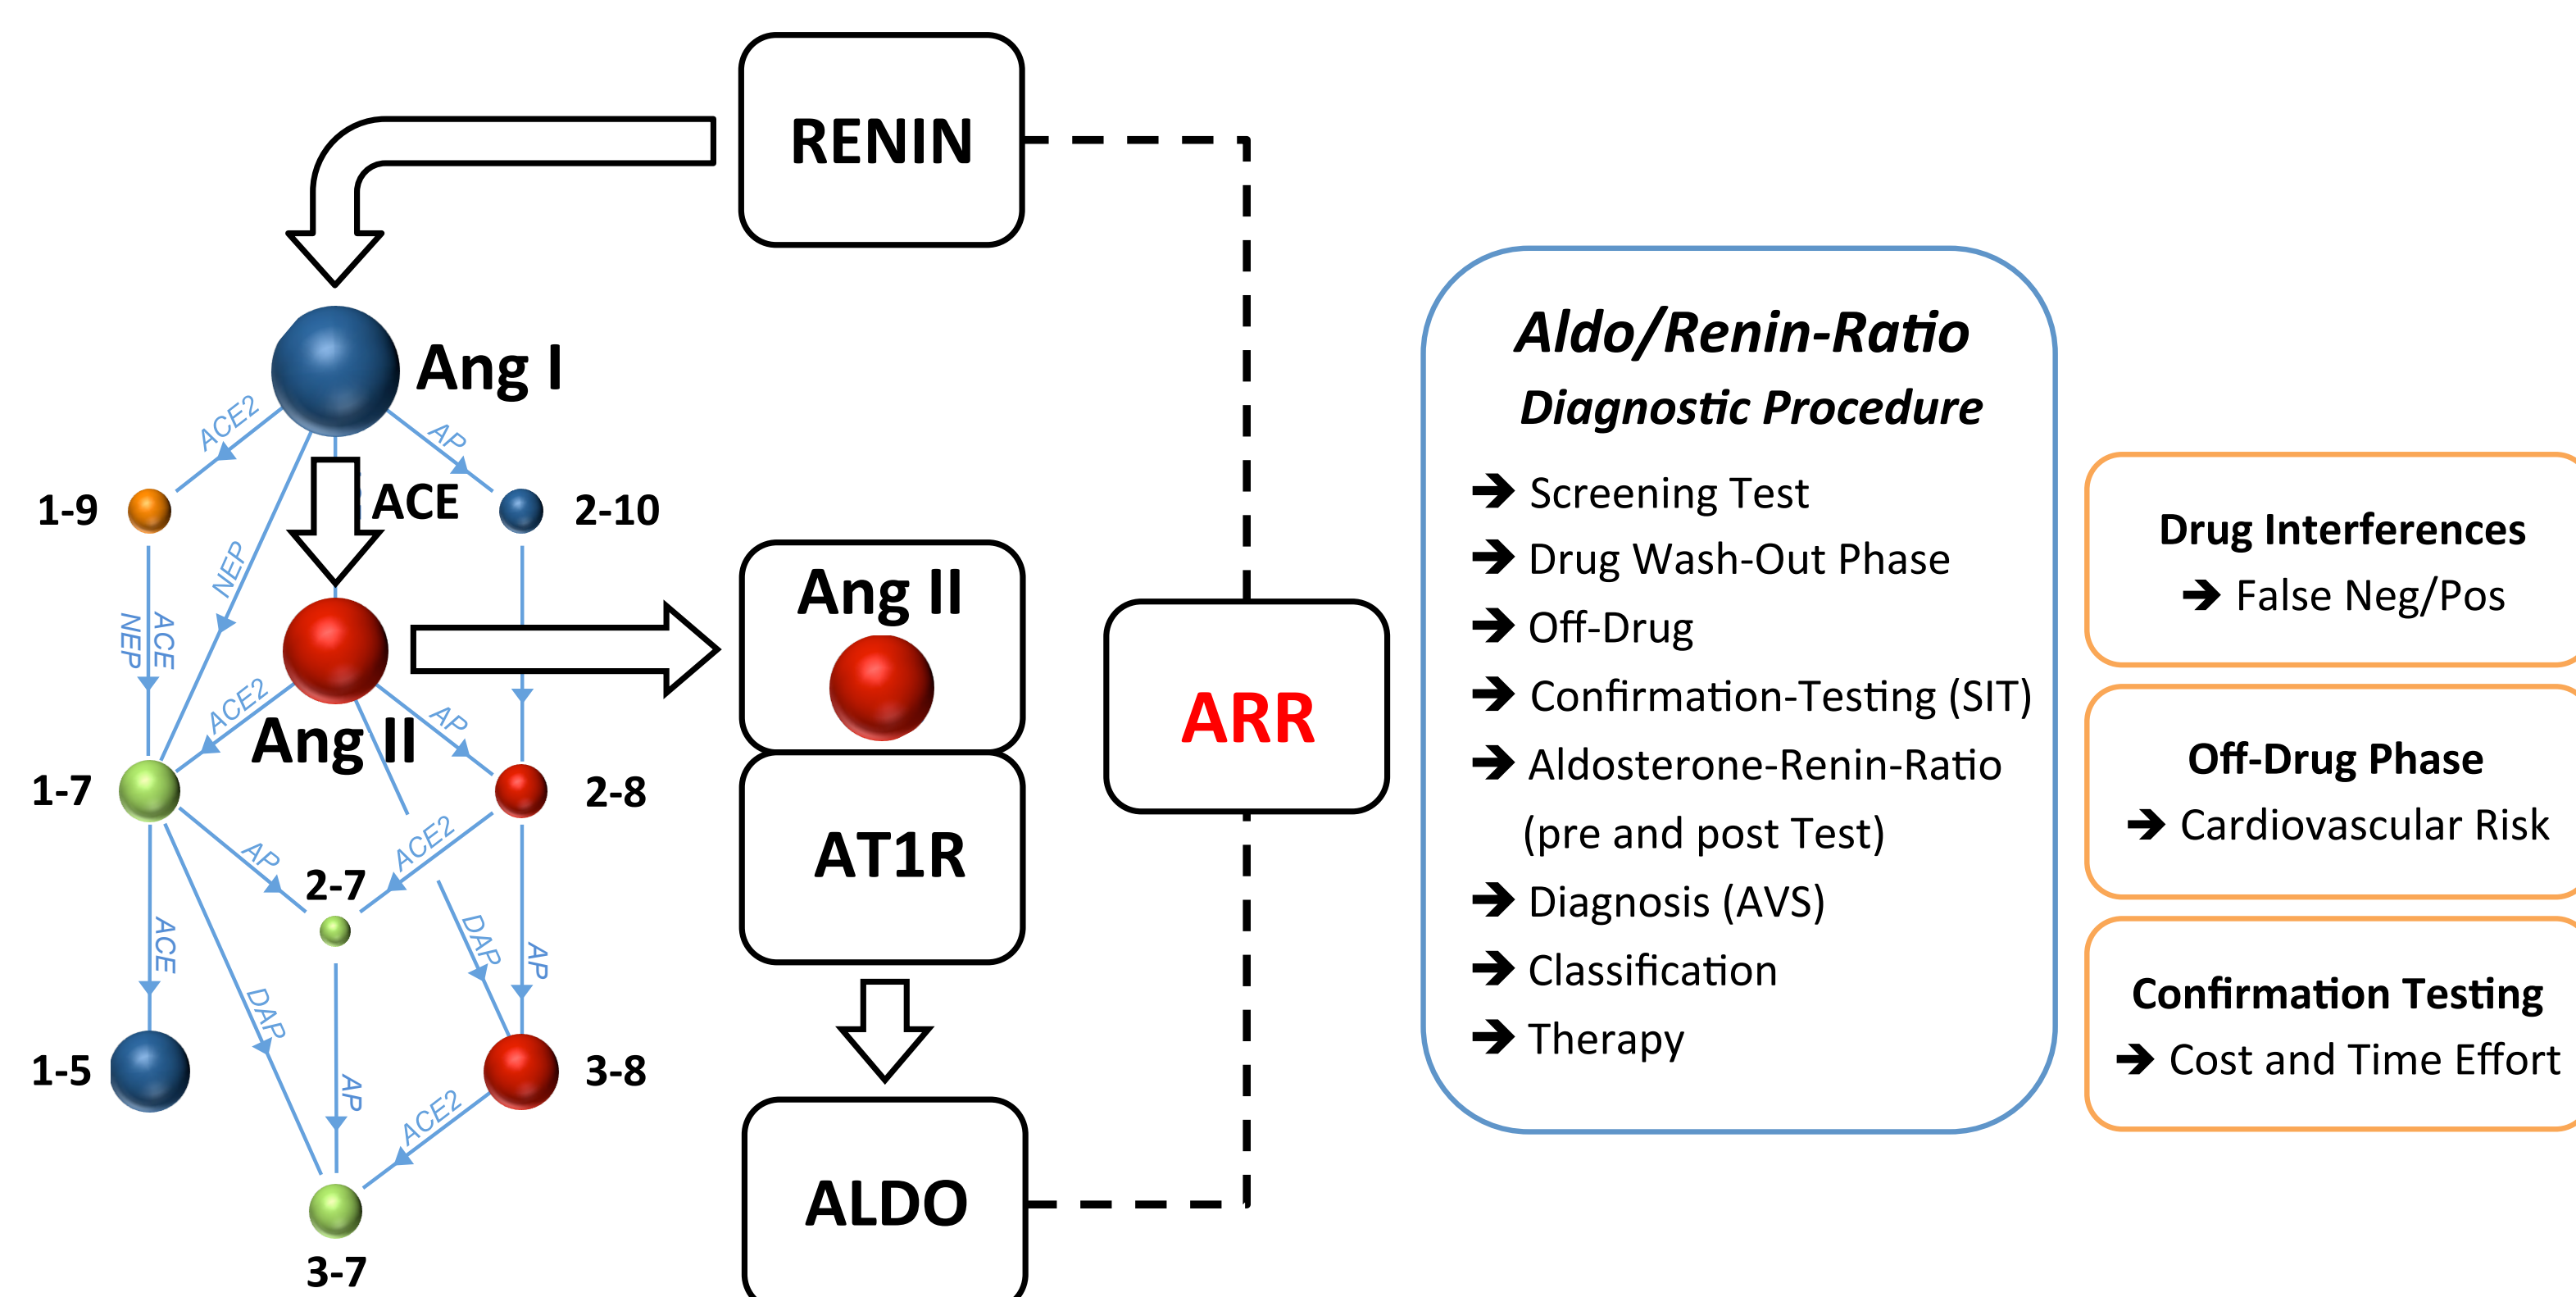 RENIN
Ang I
ACE2
AP
1-9
ACE
2-10
NEP
ACE
NEP
Ang II
ACE2
AP
Ang II
1-7
2-8
AP
ACE2
2-7
AT1R
ACE
DAP
AP
DAP
1-5
3-8
AP
ACE2
3-7
ALDO
ARR
Aldo/Renin-Ratio
Diagnostic Procedure
➔ Screening Test
➔ Drug Wash-Out Phase
➔ Off-Drug
➔ Confirmation-Testing (SIT)
➔ Aldosterone-Renin-Ratio
(pre and post Test)
➔ Diagnosis (AVS)
➔ Classification
➔ Therapy
Drug Interferences
➔ False Neg/Pos
Off-Drug Phase
➔ Cardiovascular Risk
Confirmation Testing
➔ Cost and Time Effort